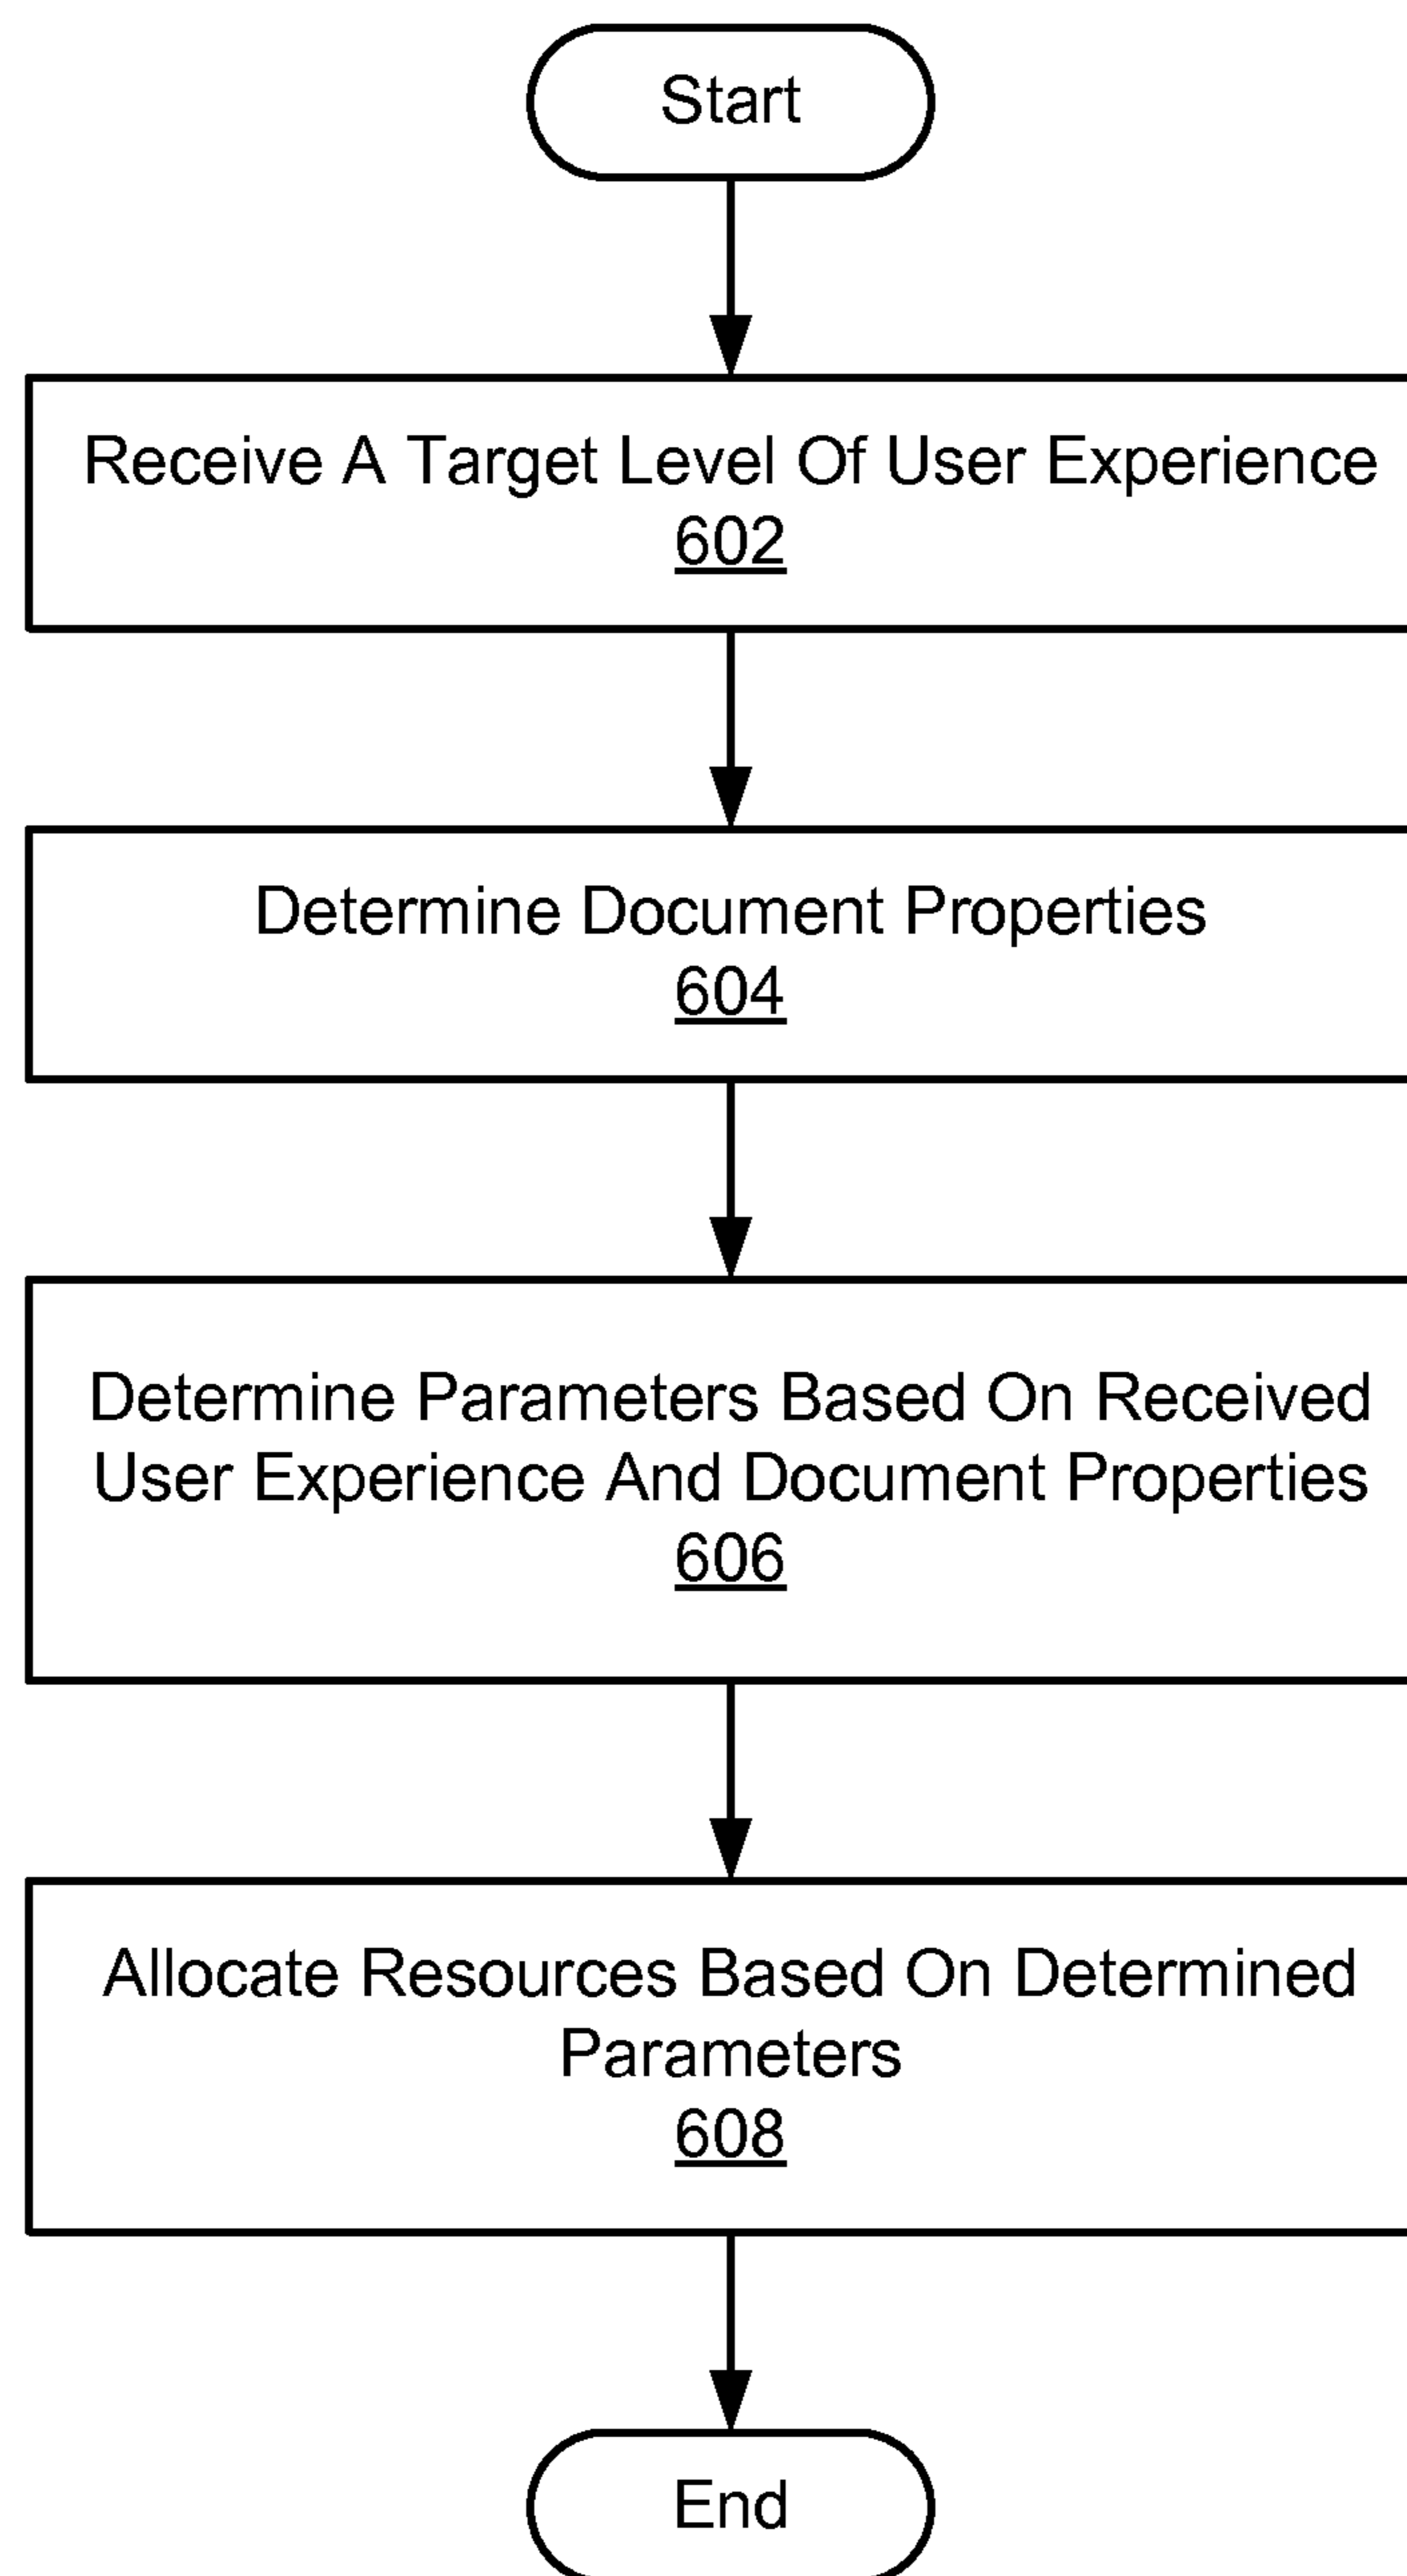 Start
Receive A Target Level Of User Experience
602
Determine Document Properties
604
Determine Parameters Based On Received
User Experience And Document Properties
606
Allocate Resources Based On Determined
Parameters
608
End